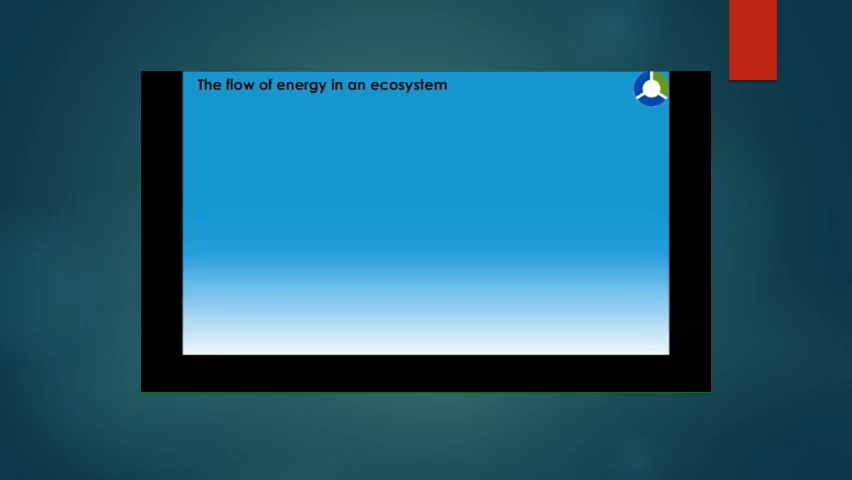 The flow of energy in an ecosystem